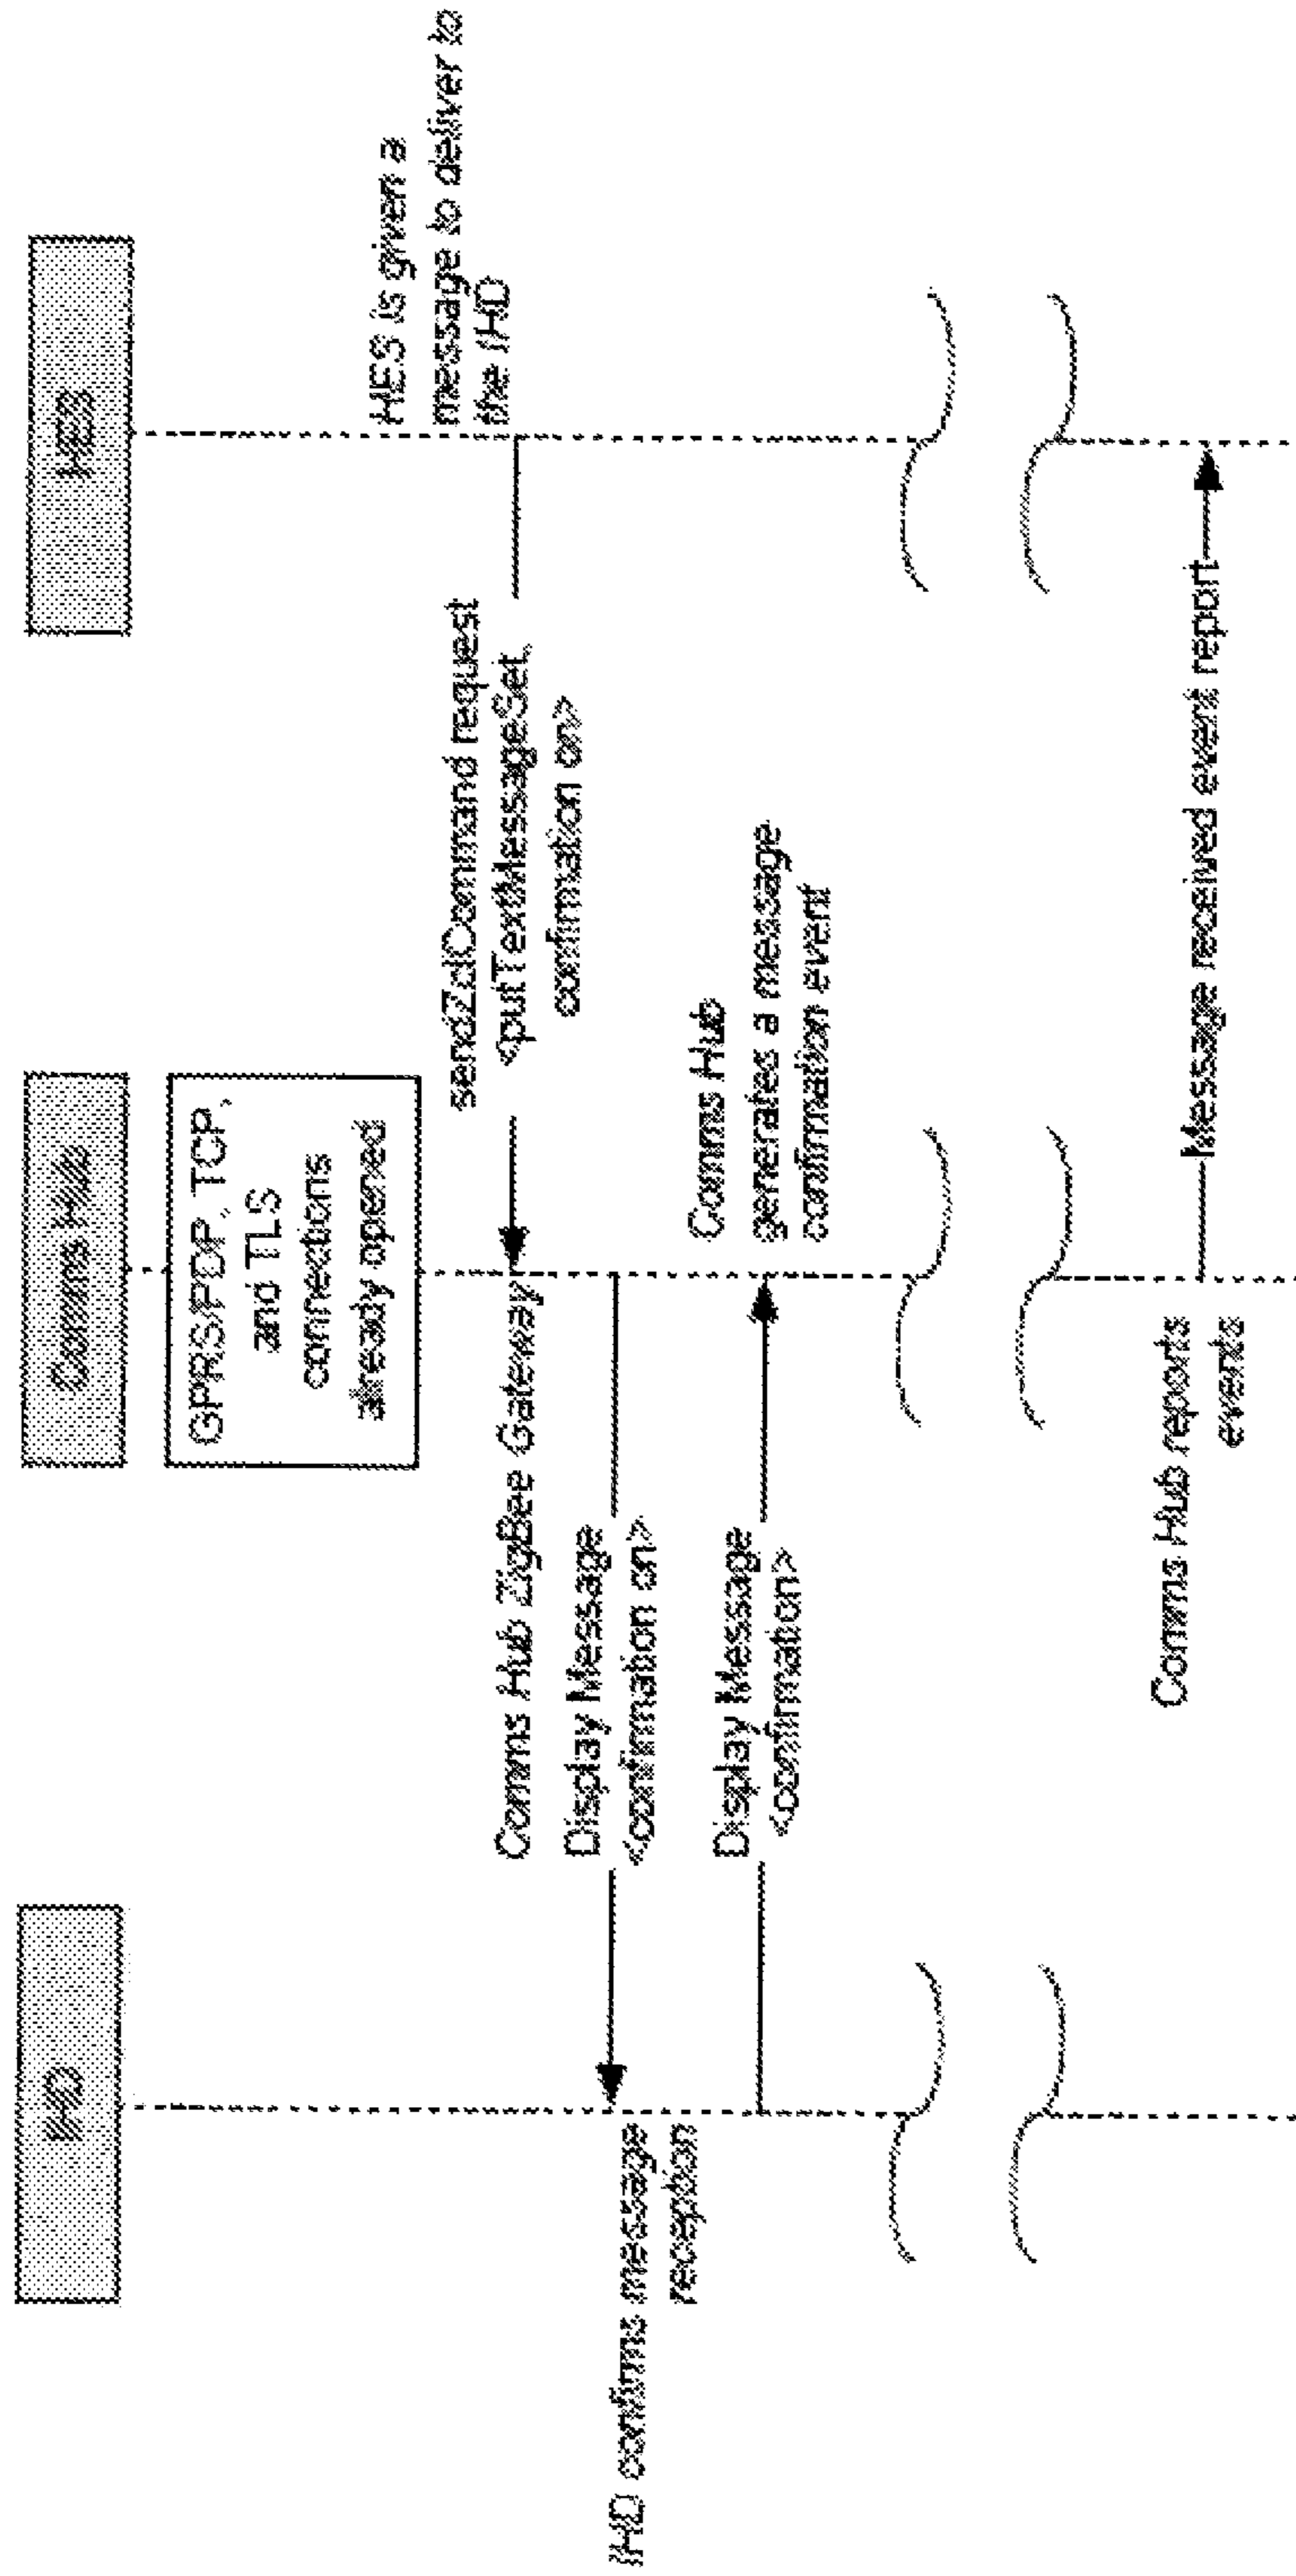 IHD
Comms Hub
HES
GPRS/PDP, TCP,
and TLS
connections
already opened
HES is given a
message to deliver to
the IHD
sendZclCommand request
<putTextMessageSet,
confirmation on>
Comms Hub ZigBee Gateway
Display Message
<confirmation on>
IHD confirms message
reception
Display Message
<confirmation>
Comms Hub
generates a message
confirmation event
Comms Hub reports
events
Message received event report